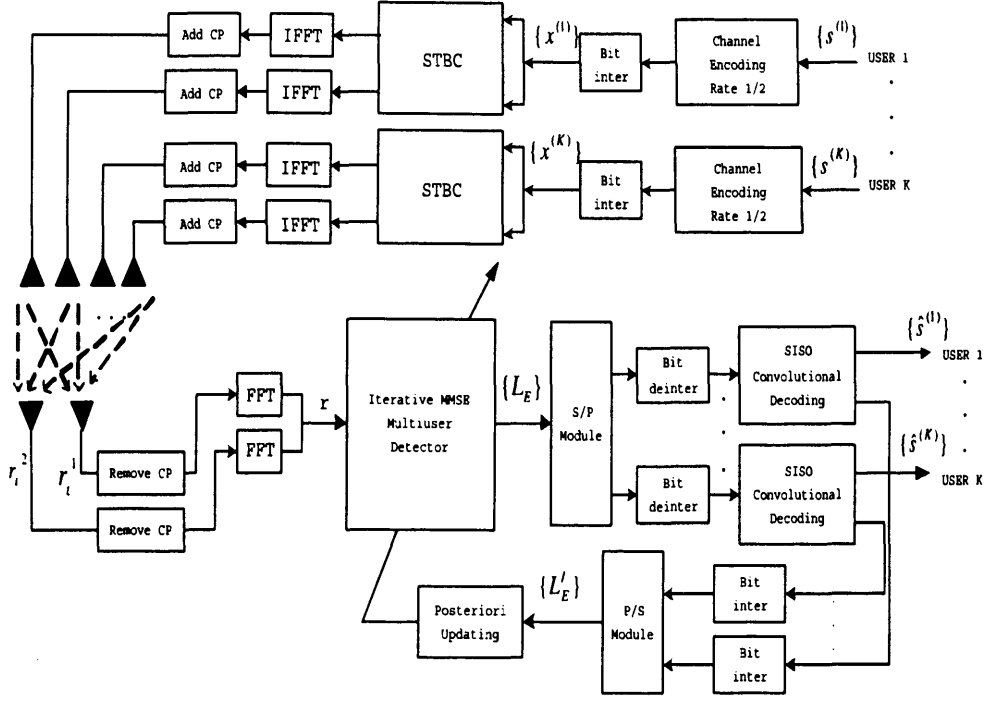 Add CP
IFFT
STBC
{x^(1)}
Bit
inter
Channel
Encoding
Rate 1/2
{s^(1)}
USER 1
Add CP
IFFT
Add CP
IFFT
STBC
{x^(K)}
Bit
inter
Channel
Encoding
Rate 1/2
{s^(K)}
USER K
Add CP
IFFT
Iterative MMSE
Multiuser
Detector
{L_E}
S/P
Module
Bit
deinter
SISO
Convolutional
Decoding
{ŝ^(1)}
USER 1
FFT
r
FFT
r_t^2
r_t^1
Remove CP
Remove CP
Bit
deinter
SISO
Convolutional
Decoding
{ŝ^(K)}
USER K
Posteriori
Updating
{L'_E}
P/S
Module
Bit
inter
Bit
inter